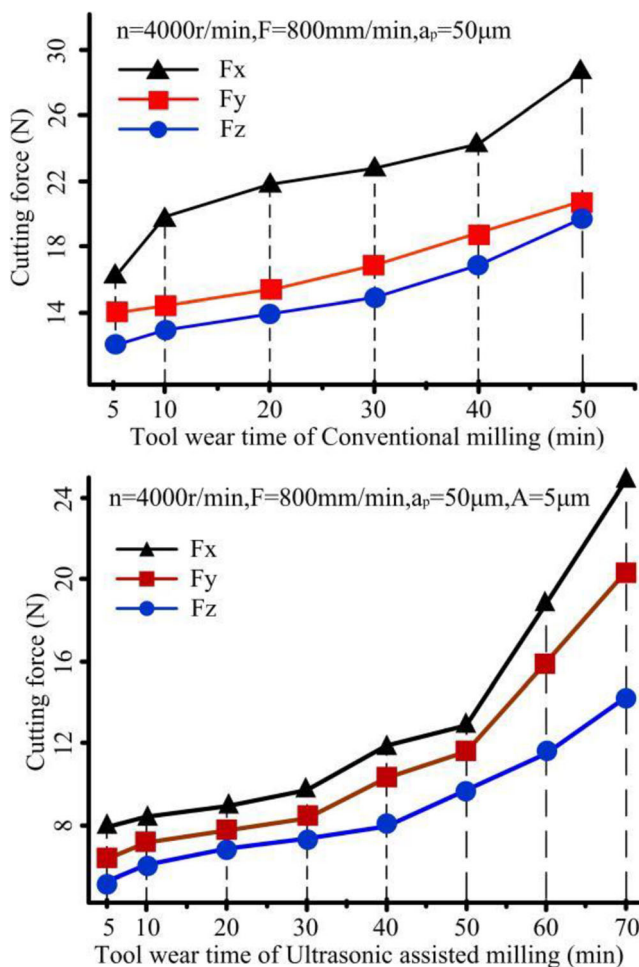 n=4000r/min,F=800mm/min,aₚ=50μm
Fx
Fy
Fz
Cutting force (N)
30
26
22
18
14
5 10 20 30 40 50
Tool wear time of Conventional milling (min)
n=4000r/min,F=800mm/min,aₚ=50μm,A=5μm
Fx
Fy
Fz
Cutting force (N)
24
20
16
12
8
5 10 20 30 40 50 60 70
Tool wear time of Ultrasonic assisted milling (min)